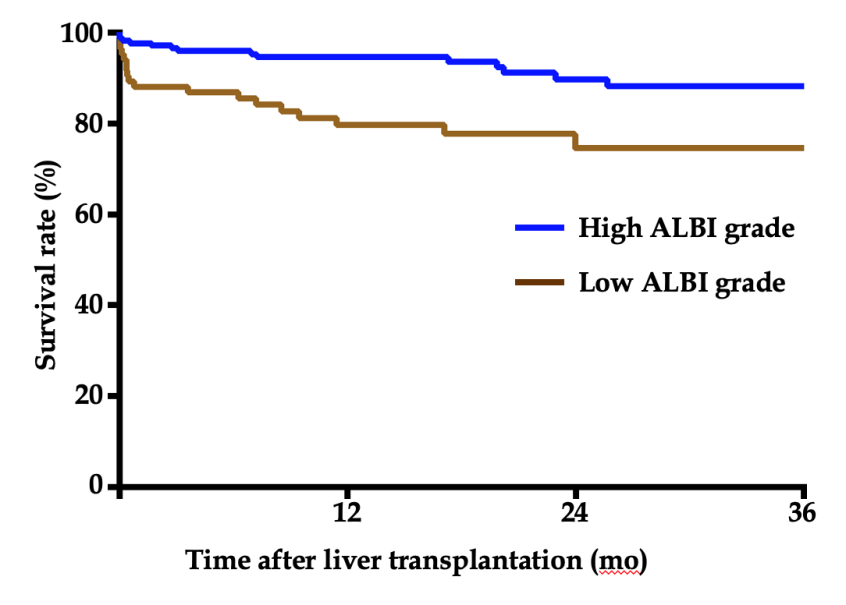 100
80
60
40
20
0
Survival rate (%)
High ALBI grade
Low ALBI grade
12
24
36
Time after liver transplantation (mo)